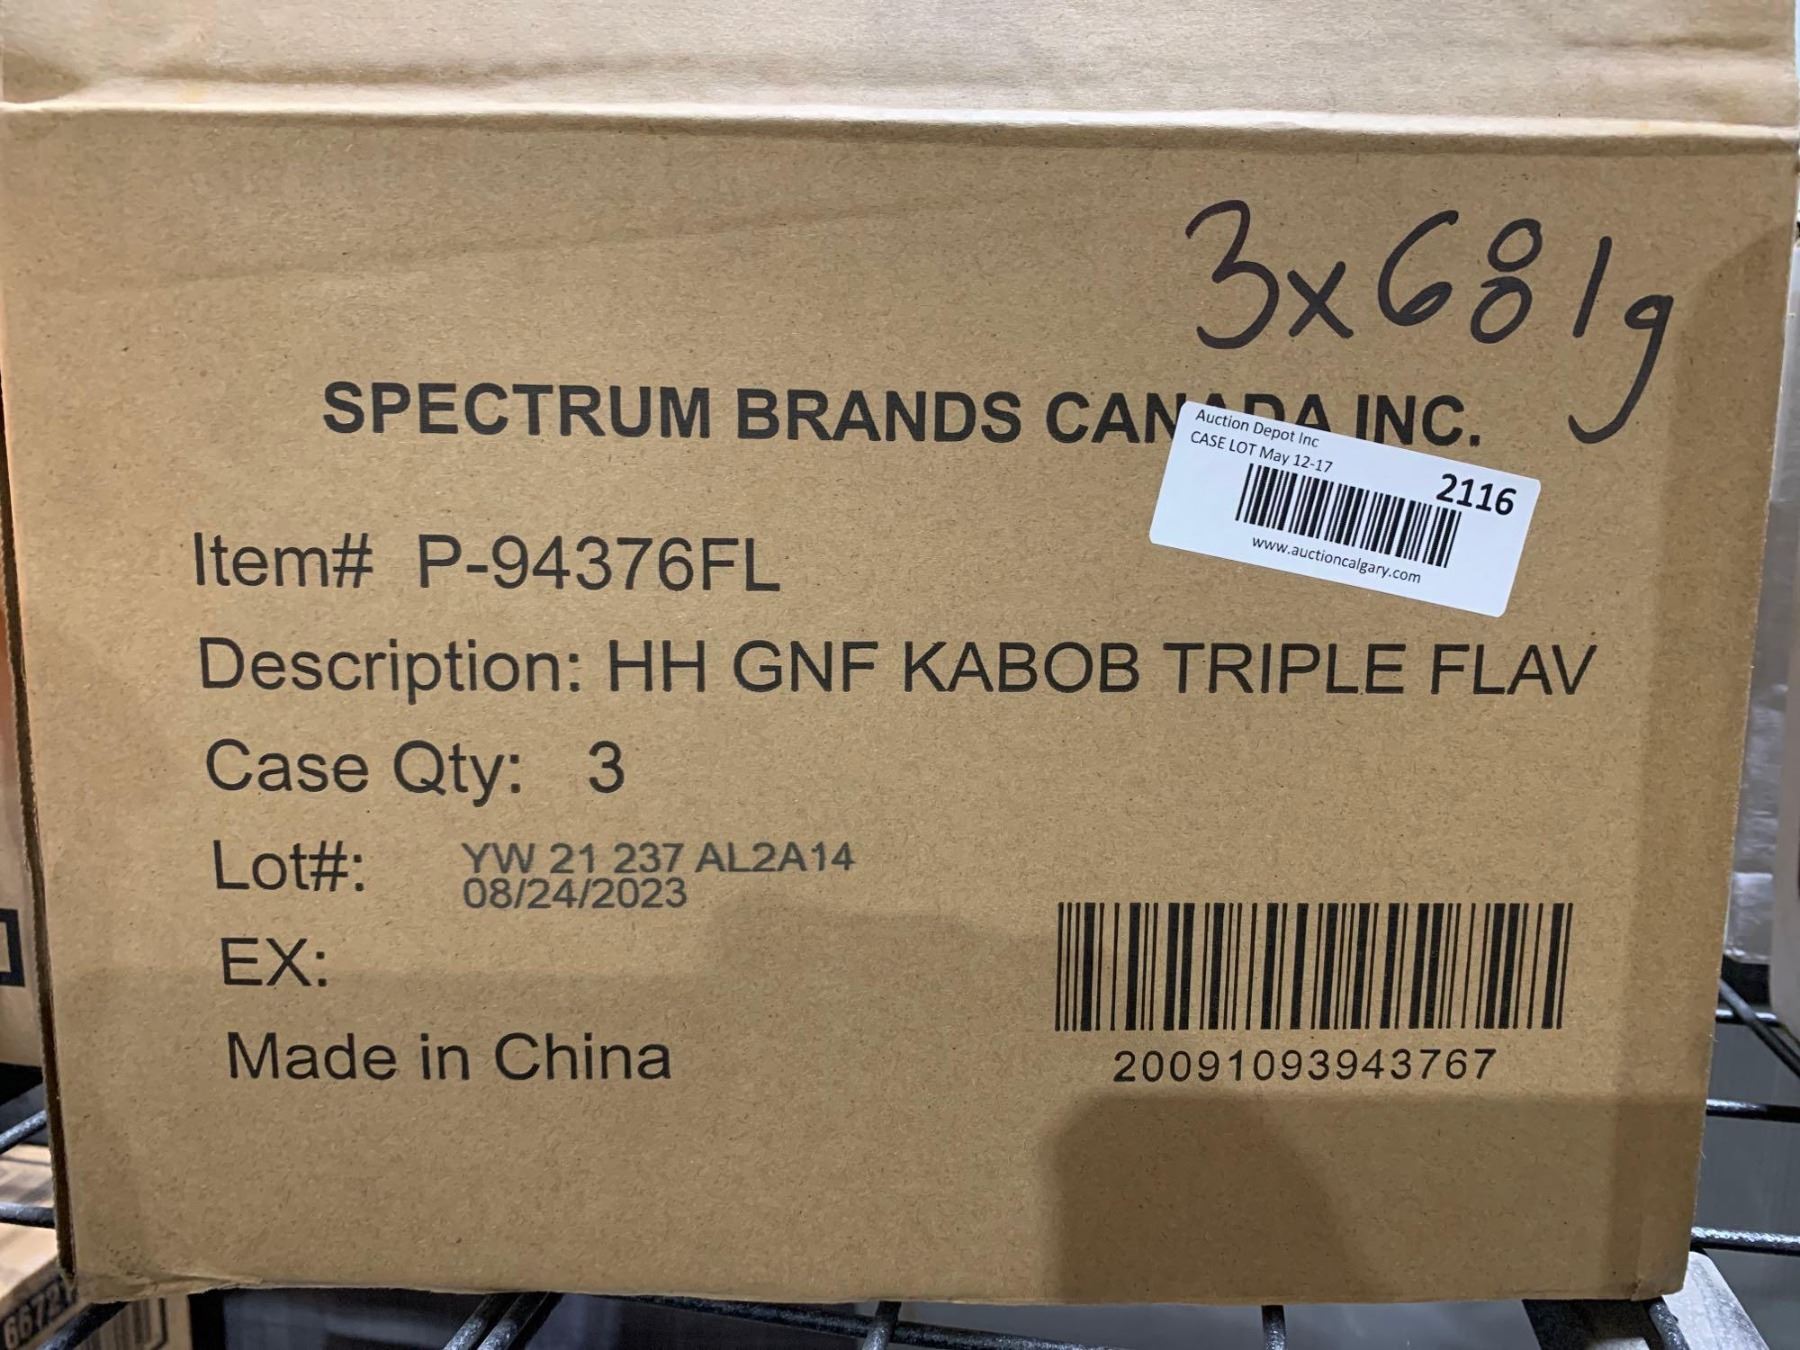 3x681g
SPECTRUM BRANDS CANADA INC.
Auction Depot Inc
CASE LOT May 12-17
2116
www.auctioncalgary.com
Item# P-94376FL
Description: HH GNF KABOB TRIPLE FLAV
Case Qty: 3
Lot#: YW 21 237 AL2A14
08/24/2023
EX:
Made in China
20091093943767